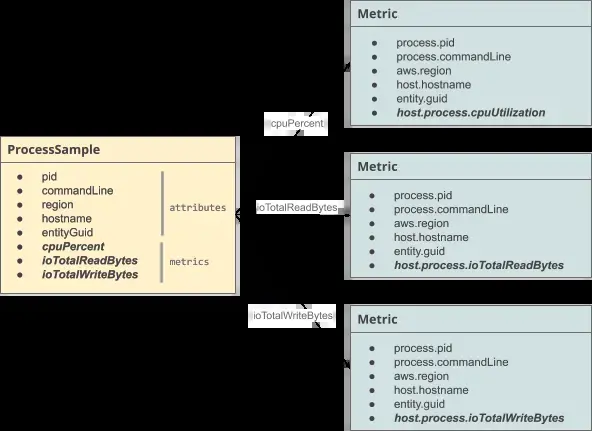 ProcessSample
pid
commandLine
region
hostname
entityGuid
attributes
cpuPercent
ioTotalReadBytes
ioTotalWriteBytes
metrics
cpuPercent
ioTotalReadBytes
ioTotalWriteBytes
Metric
process.pid
process.commandLine
aws.region
host.hostname
entity.guid
host.process.cpuUtilization
Metric
process.pid
process.commandLine
aws.region
host.hostname
entity.guid
host.process.ioTotalReadBytes
Metric
process.pid
process.commandLine
aws.region
host.hostname
entity.guid
host.process.ioTotalWriteBytes